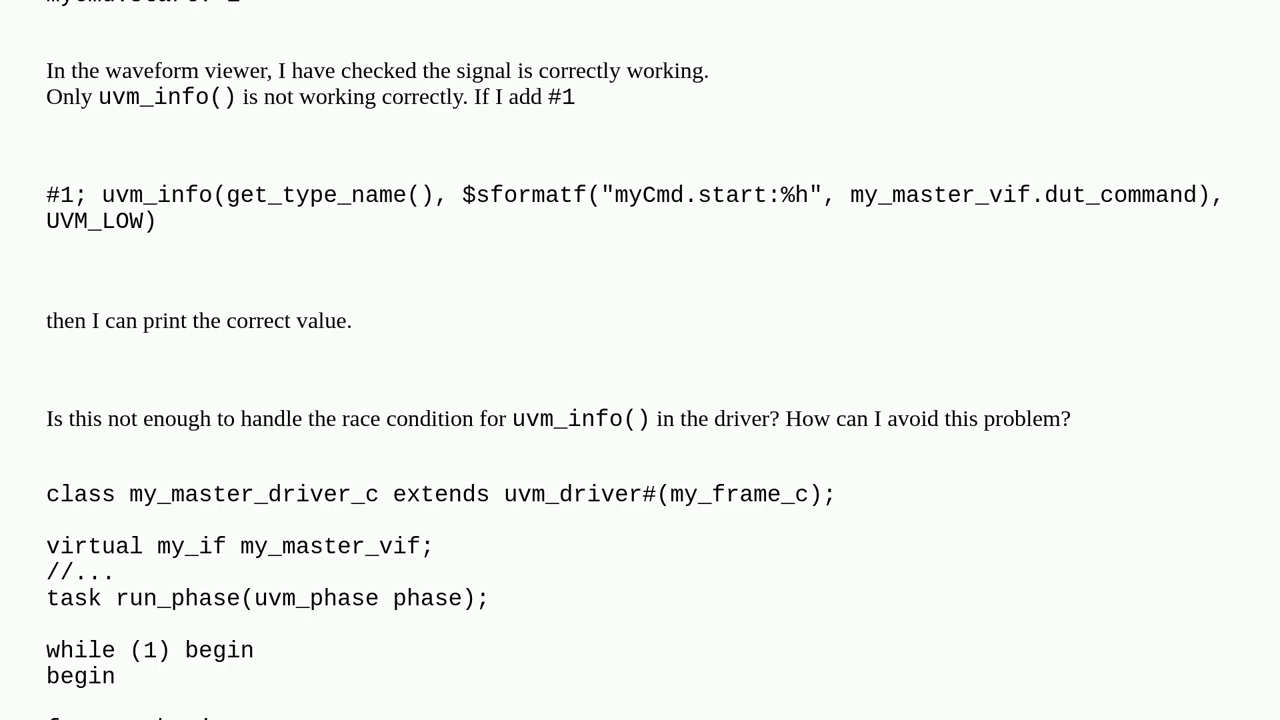 In the waveform viewer, I have checked the signal is correctly working.
Only uvm_info() is not working correctly. If I add #1
#1; uvm_info(get_type_name(), $sformatf("myCmd.start:%h", my_master_vif.dut_command),
UVM_LOW)
then I can print the correct value.
Is this not enough to handle the race condition for uvm_info() in the driver? How can I avoid this problem?
class my_master_driver_c extends uvm_driver#(my_frame_c);
virtual my_if my_master_vif;
//...
task run_phase(uvm_phase phase);
while (1) begin
begin